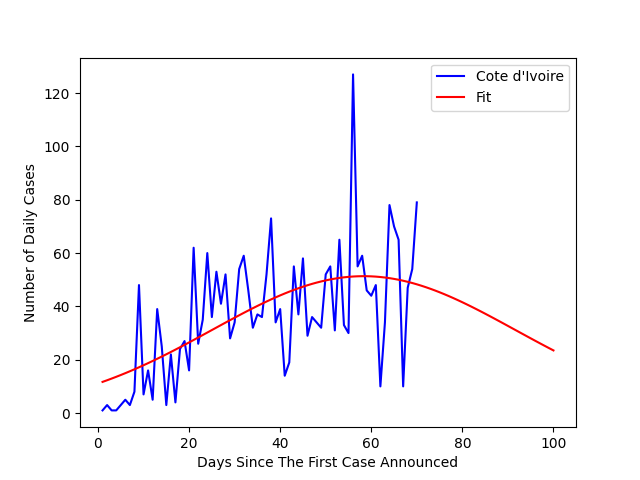 Cote d'Ivoire
Fit
Number of Daily Cases
120
100
80
60
40
20
0
0 20 40 60 80 100
Days Since The First Case Announced